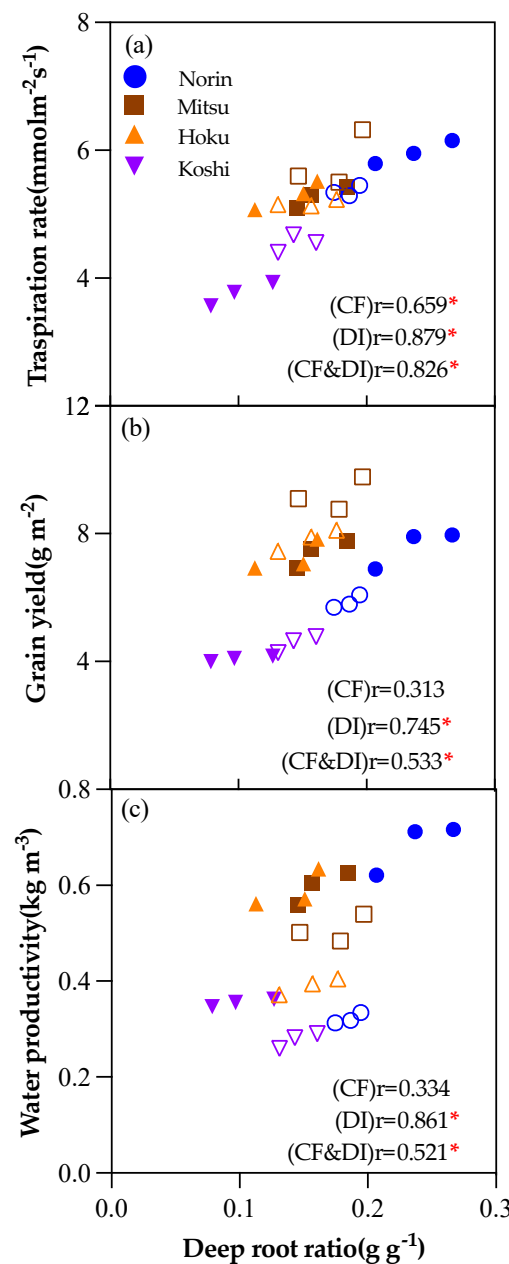 8
(a)
Norin
Mitsu
Hoku
Koshi
6
4
Traspiration rate(mmolm⁻²s⁻¹)
(CF)r=0.659*
(DI)r=0.879*
(CF&DI)r=0.826*
12
(b)
8
4
Grain yield(g m⁻²)
(CF)r=0.313
(DI)r=0.745*
(CF&DI)r=0.533*
0.8
(c)
0.6
0.4
0.2
0.0
Water productivity(kg m⁻³)
(CF)r=0.334
(DI)r=0.861*
(CF&DI)r=0.521*
0.0 0.1 0.2 0.3
Deep root ratio(g g⁻¹)